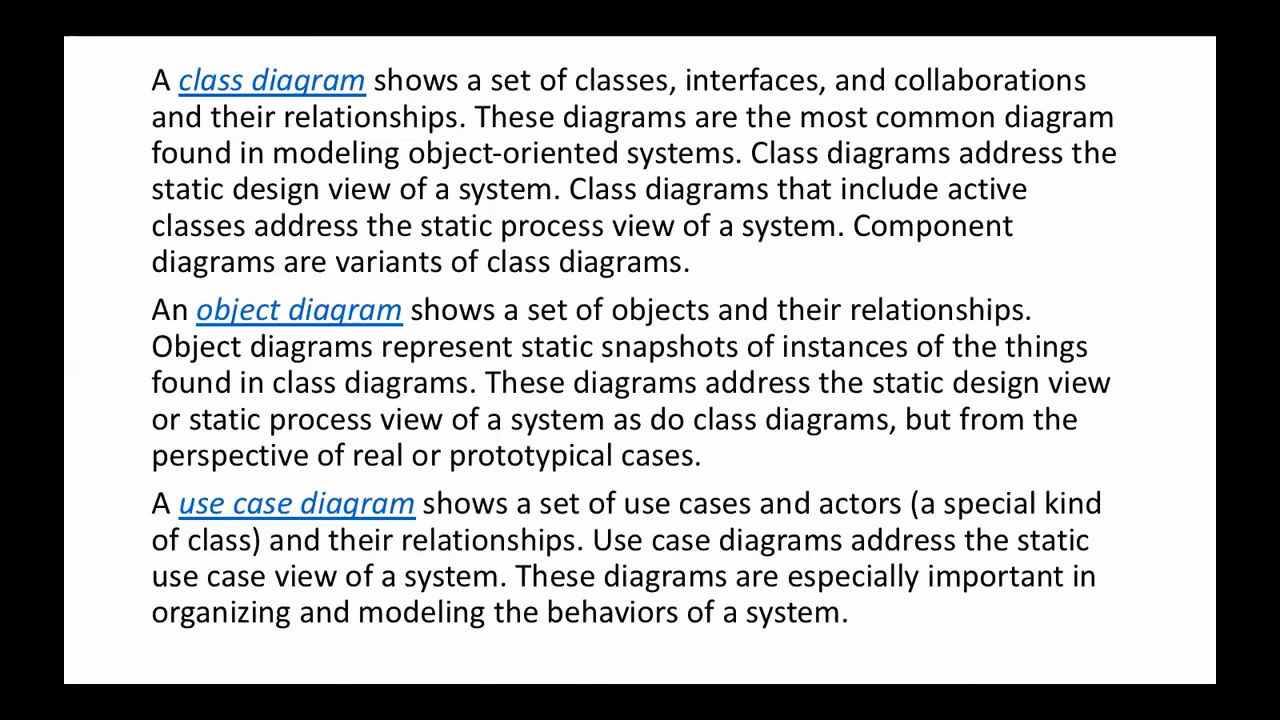 A class diagram shows a set of classes, interfaces, and collaborations
and their relationships. These diagrams are the most common diagram
found in modeling object-oriented systems. Class diagrams address the
static design view of a system. Class diagrams that include active
classes address the static process view of a system. Component
diagrams are variants of class diagrams.
An object diagram shows a set of objects and their relationships.
Object diagrams represent static snapshots of instances of the things
found in class diagrams. These diagrams address the static design view
or static process view of a system as do class diagrams, but from the
perspective of real or prototypical cases.
A use case diagram shows a set of use cases and actors (a special kind
of class) and their relationships. Use case diagrams address the static
use case view of a system. These diagrams are especially important in
organizing and modeling the behaviors of a system.